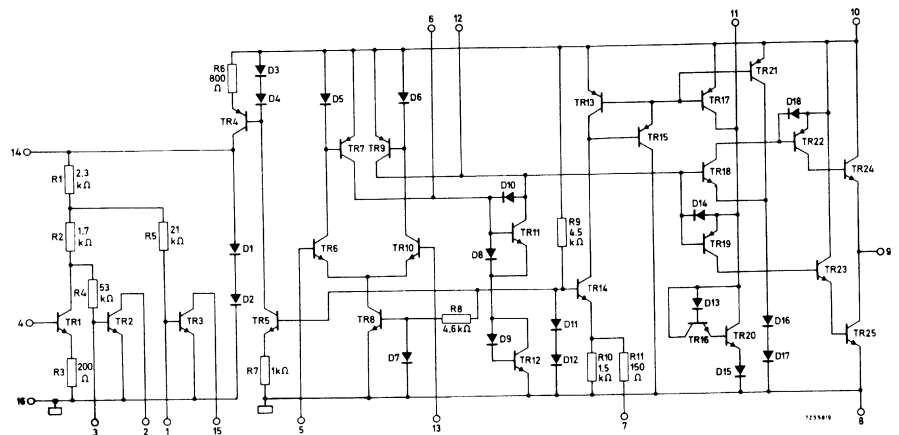 6 12 11 10
R6
800
Ω
D3
D4
D5
D6
TR4
TR7
TR9
TR13
TR15
TR17
TR21
D18
TR22
TR24
14
R1
2.3
kΩ
R2
1.7
kΩ
R5
21
kΩ
R4
53
kΩ
D1
D2
D10
TR11
D8
R9
4.5
kΩ
TR18
D14
TR19
TR6
TR10
TR23
9
4
TR1
TR2
TR3
TR5
TR8
R8
4,6kΩ
TR14
D11
D12
D13
TR16
TR20
D16
D17
TR25
R3
200
Ω
R7
1kΩ
D7
D9
TR12
R10
1.5
kΩ
R11
150
Ω
D15
16
3 2 1 15 5 13 7 8
7Z55819